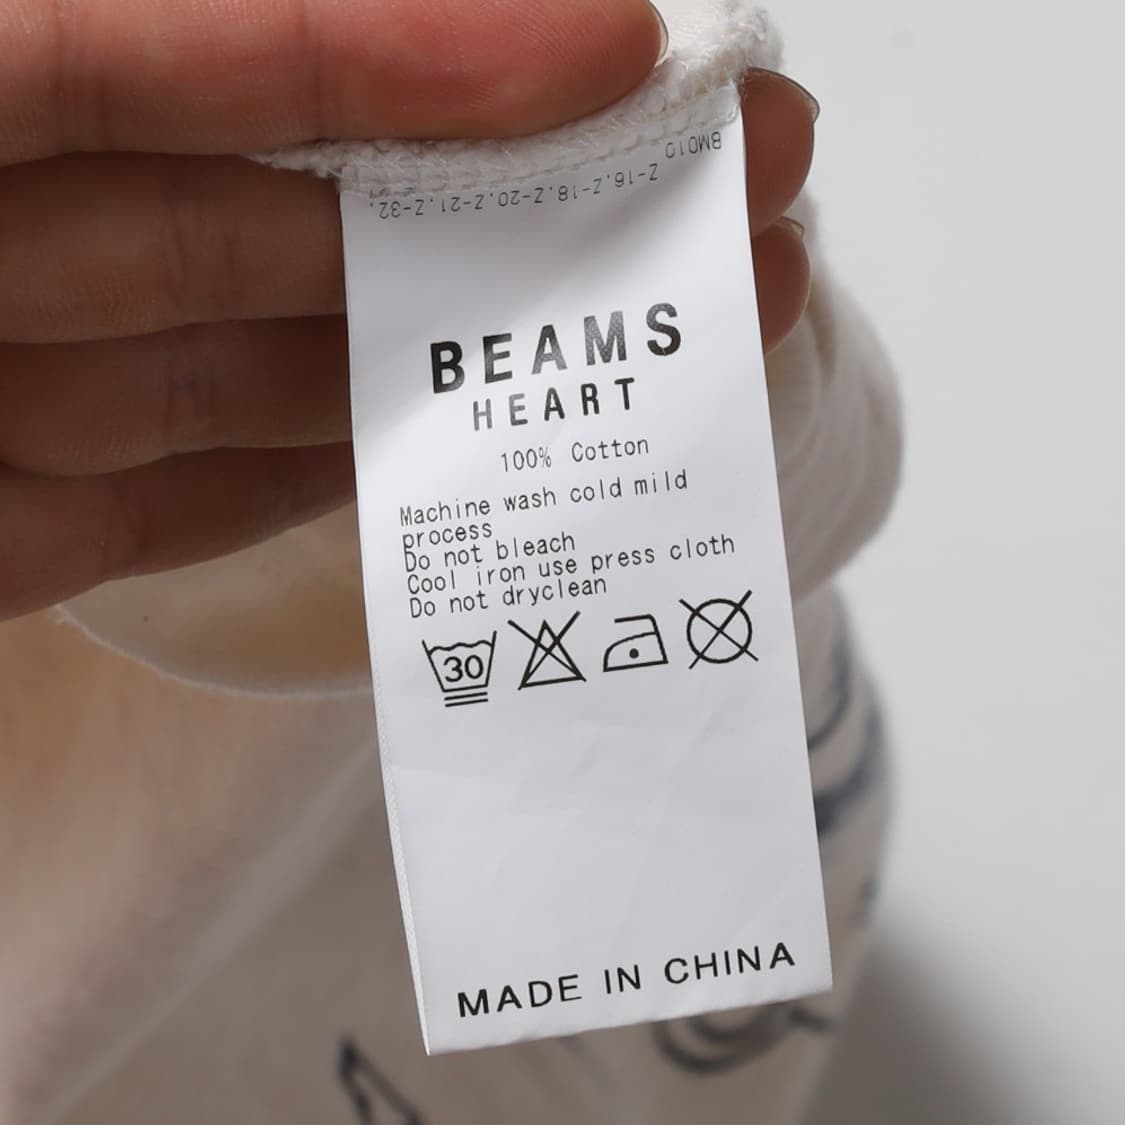 BM010
Z-16,Z-18,Z-20,Z-21,Z-32,
BEAMS
HEART
100% Cotton
Machine wash cold mild
process
Do not bleach
Cool iron use press cloth
Do not dryclean
30
MADE IN CHINA